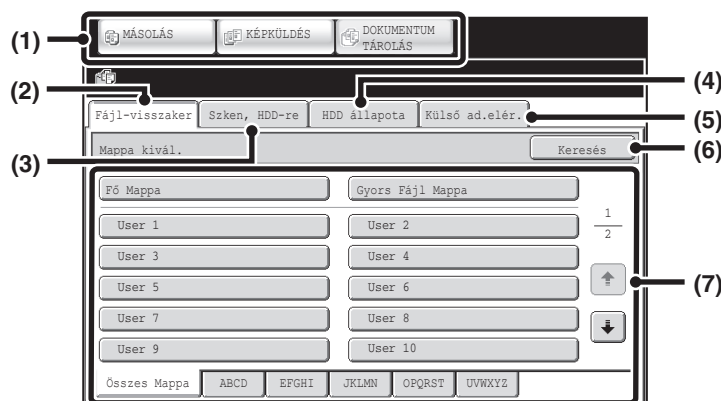 (1)
MÁSOLÁS
KÉPKÜLDÉS
DOKUMENTUM
TÁROLÁS
(2)
(4)
Fájl-visszaker
Szken, HDD-re
HDD állapota
Külső ad.elér.
(5)
(3)
Mappa kivál.
Keresés
(6)
Fő Mappa
Gyors Fájl Mappa
User 1
User 2
1
2
User 3
User 4
User 5
User 6
(7)
User 7
User 8
User 9
User 10
Összes Mappa
ABCD
EFGHI
JKLMN
OPQRST
UVWXYZ